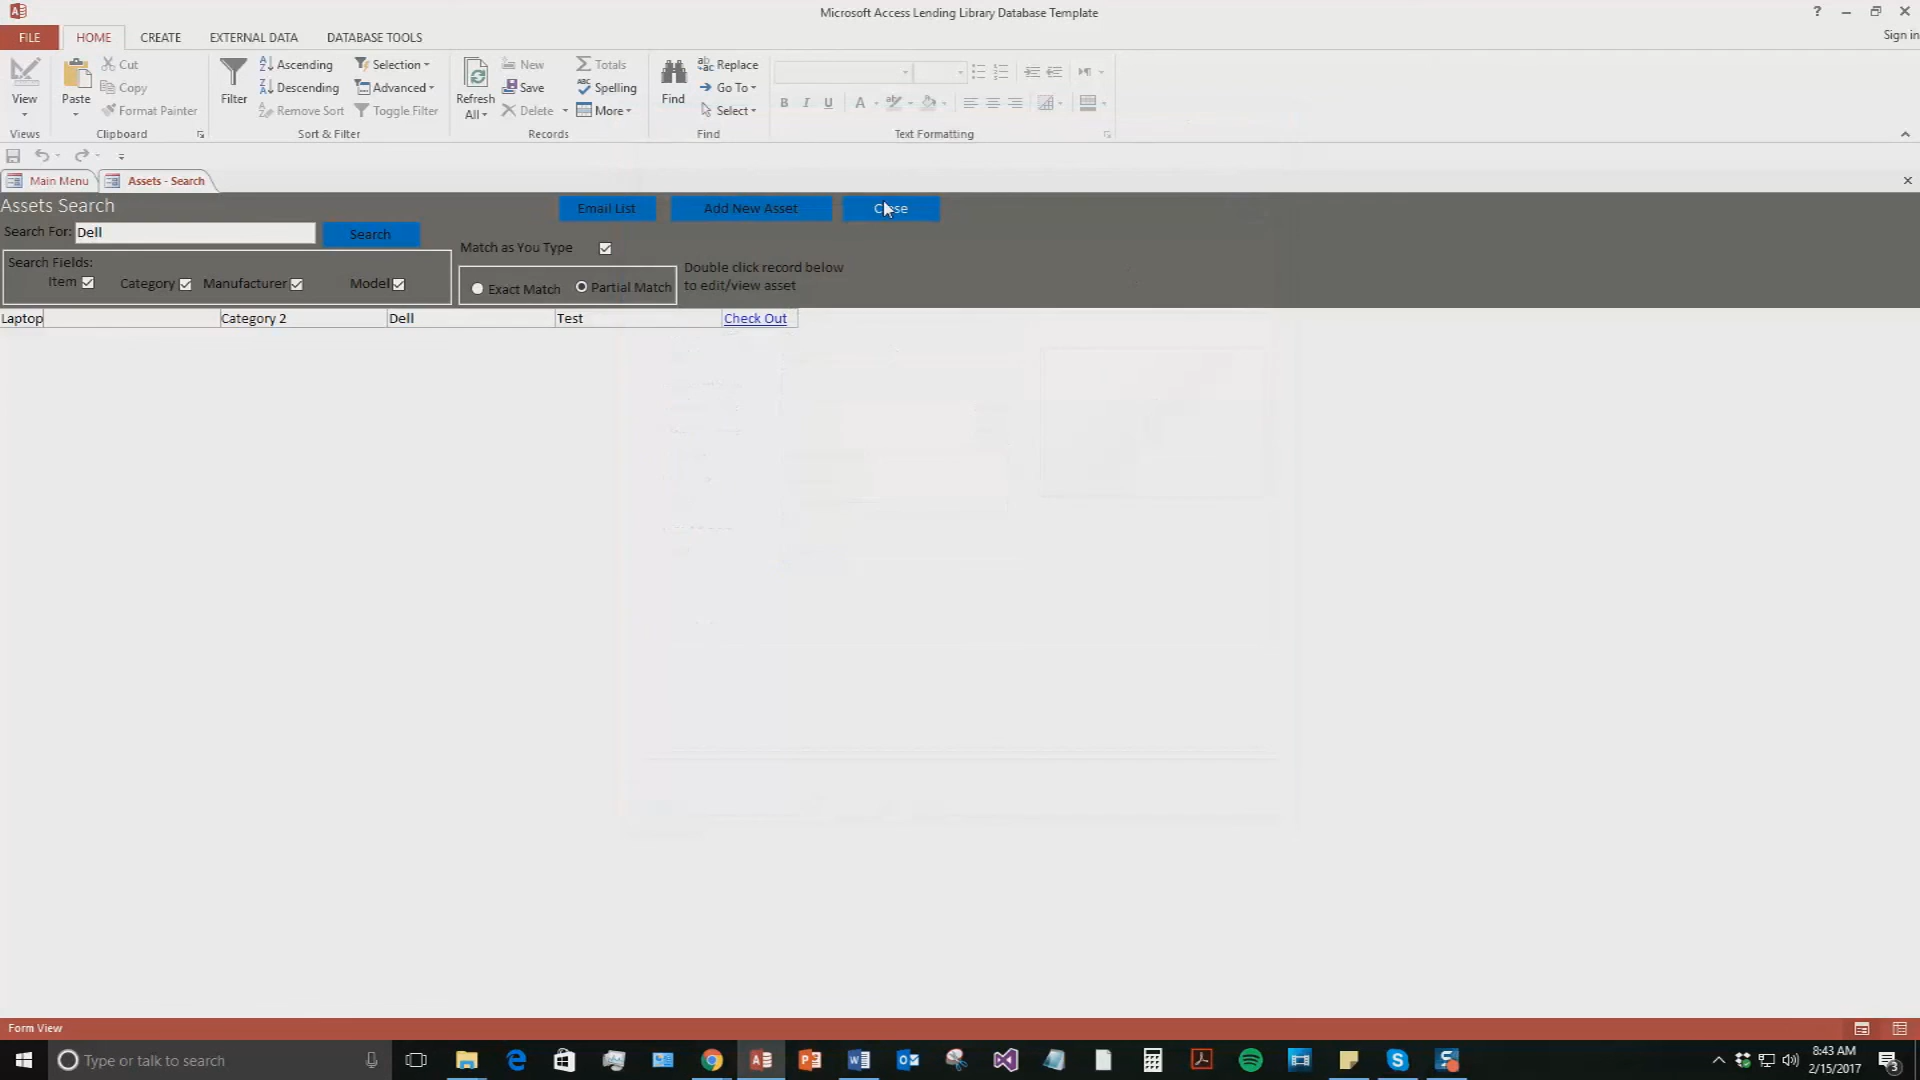 Microsoft Access Lending Library Database Template
?
Sign in
FILE HOME CREATE EXTERNAL DATA DATABASE TOOLS
View
Views
Paste
Cut
Copy
Format Painter
Clipboard
Filter
Ascending
Descending
Remove Sort
Selection
Advanced
Toggle Filter
Sort & Filter
Refresh
All
New
Save
Delete
Totals
Spelling
More
Records
Find
Replace
Go To
Select
Find
B I U A
Text Formatting
Main Menu Assets - Search
Assets Search
Email List Add New Asset
Search For: Dell Search
Match as You Type
Search Fields:
Item Category Manufacturer Model
Exact Match Partial Match
Double click record below
to edit/view asset
Laptop Category 2 Dell Test Check Out
Form View
Type or talk to search
8:43 AM
2/15/2017
3